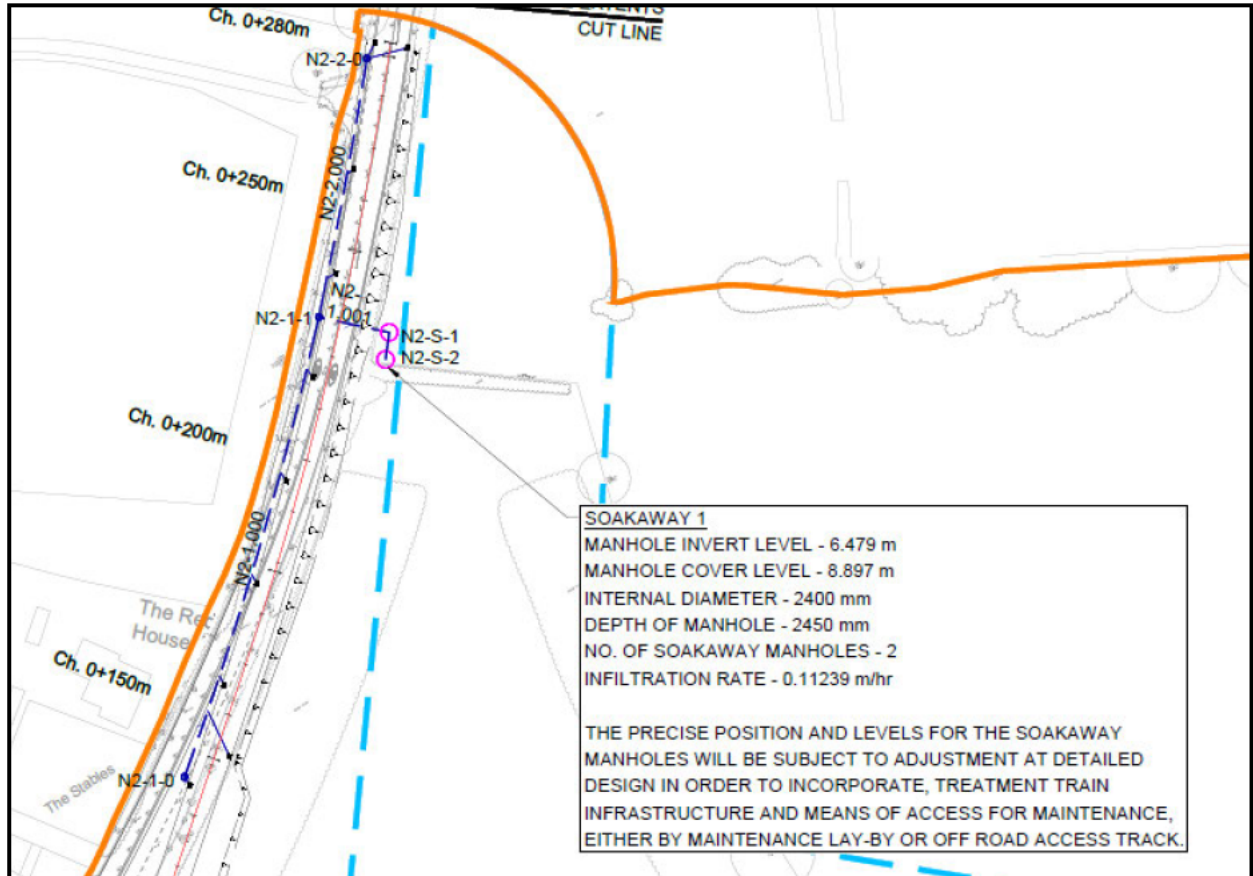 Ch. 0+280m
CUT LINE
N2-2-0
Ch. 0+250m
N2-2.000
N2-
1.001
N2-1-1
N2-S-1
N2-S-2
Ch. 0+200m
N2-1.000
The Re
House
Ch. 0+150m
N2-1-0
The Stables
SOAKAWAY 1
MANHOLE INVERT LEVEL - 6.479 m
MANHOLE COVER LEVEL - 8.897 m
INTERNAL DIAMETER - 2400 mm
DEPTH OF MANHOLE - 2450 mm
NO. OF SOAKAWAY MANHOLES - 2
INFILTRATION RATE - 0.11239 m/hr
THE PRECISE POSITION AND LEVELS FOR THE SOAKAWAY
MANHOLES WILL BE SUBJECT TO ADJUSTMENT AT DETAILED
DESIGN IN ORDER TO INCORPORATE, TREATMENT TRAIN
INFRASTRUCTURE AND MEANS OF ACCESS FOR MAINTENANCE,
EITHER BY MAINTENANCE LAY-BY OR OFF ROAD ACCESS TRACK.